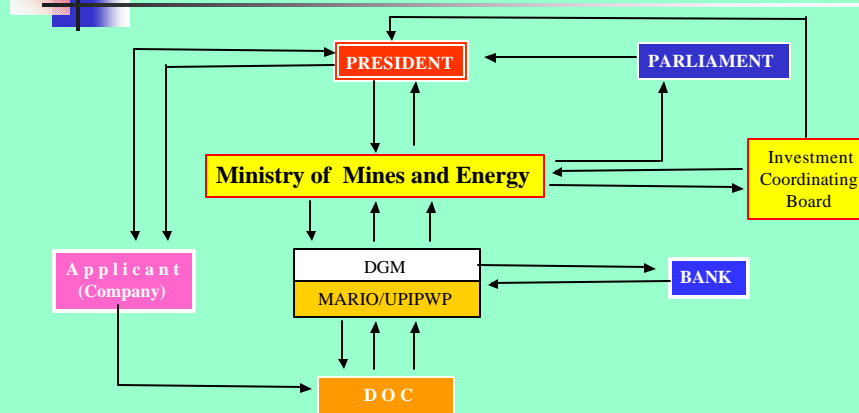 PRESIDENT
PARLIAMENT
Ministry of Mines and Energy
Investment
Coordinating
Board
A p p l i c a n t
(Company)
DGM
MARIO/UPIPWP
BANK
D O C